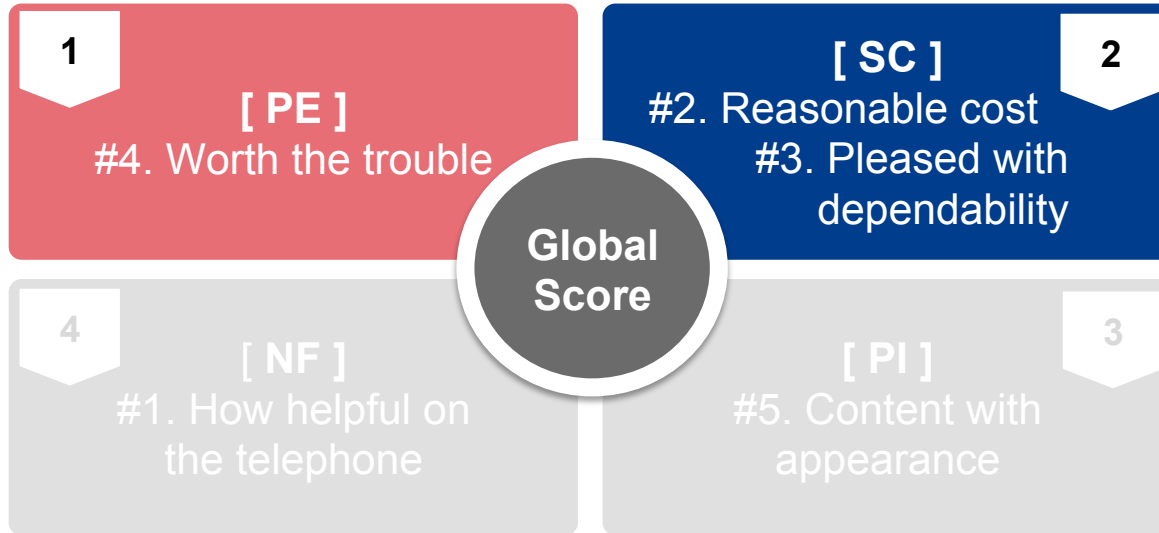 1
[ PE ]
#4. Worth the trouble
2
[ SC ]
#2. Reasonable cost
#3. Pleased with
dependability
Global
Score
4
[ NF ]
#1. How helpful on
the telephone
3
[ PI ]
#5. Content with
appearance